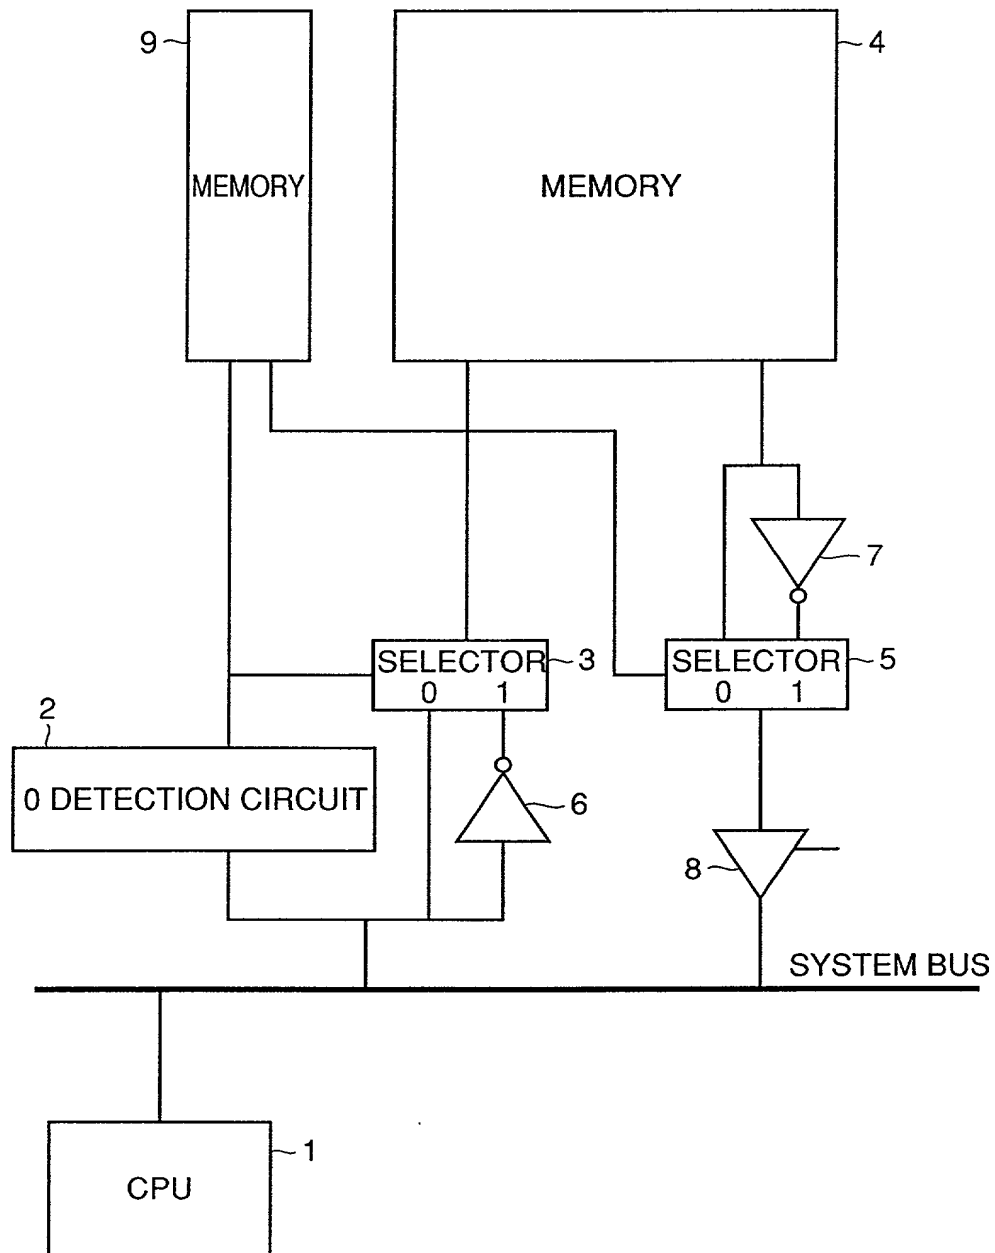 9
4
MEMORY
MEMORY
7
SELECTOR
0 1
3
SELECTOR
0 1
5
2
0 DETECTION CIRCUIT
6
8
SYSTEM BUS
1
CPU